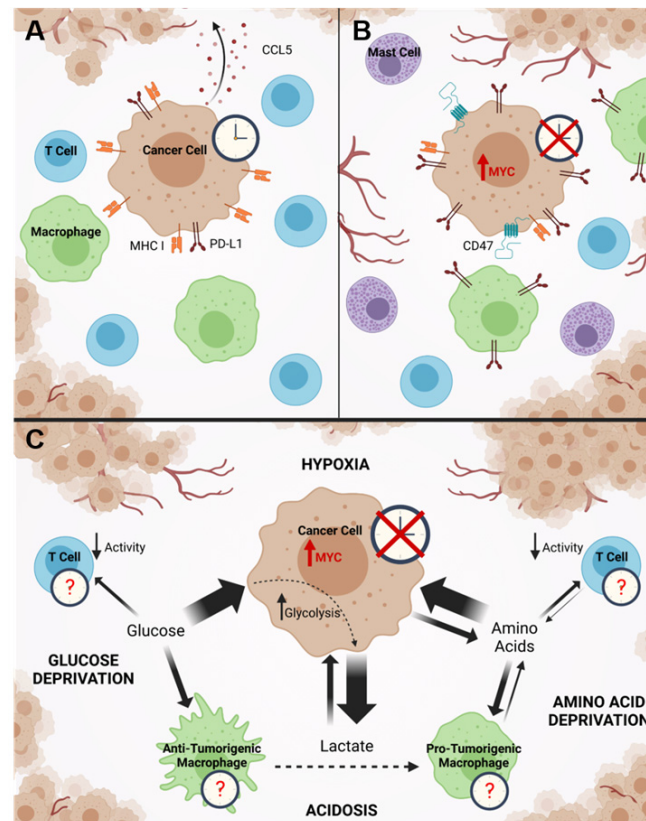 A
CCL5
T Cell
Cancer Cell
Macrophage
MHC I
PD-L1
B
Mast Cell
MYC
CD47
C
HYPOXIA
Cancer Cell
MYC
T Cell
?
Activity
Glycolysis
Activity
T Cell
?
Glucose
Amino
Acids
GLUCOSE
DEPRIVATION
AMINO ACID
DEPRIVATION
Anti-Tumorigenic
Macrophage
?
Lactate
Pro-Tumorigenic
Macrophage
?
ACIDOSIS